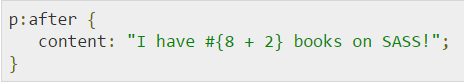 p:after {
   content: "I have #{8 + 2} books on SASS!";
}